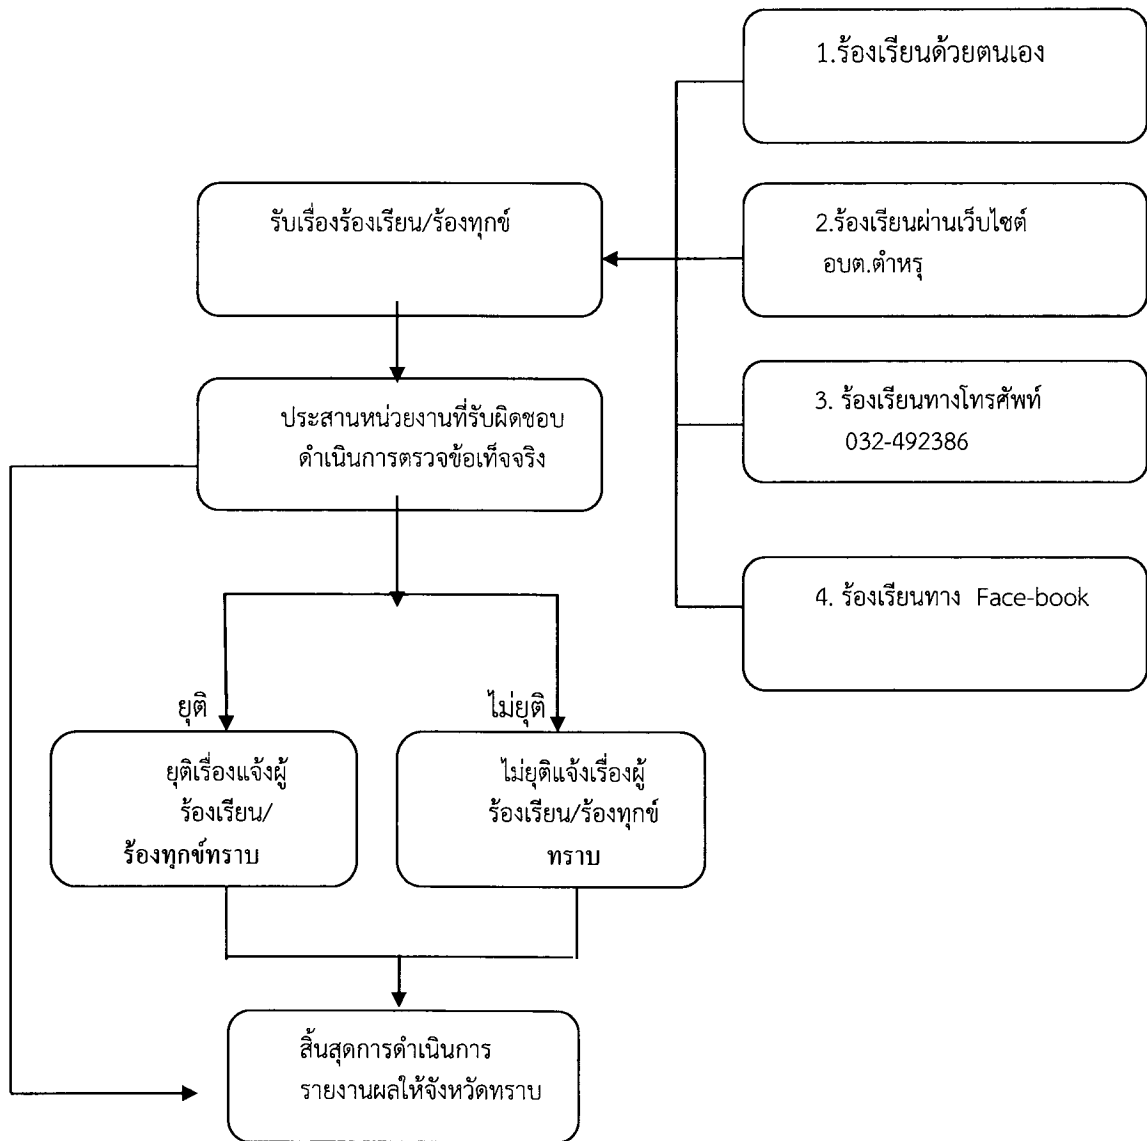 1.ร้องเรียนด้วยตนเอง
รับเรื่องร้องเรียน/ร้องทุกข์
2.ร้องเรียนผ่านเว็บไซต์
อบต.ตำหรุ
ประสานหน่วยงานที่รับผิดชอบ
ดำเนินการตรวจข้อเท็จจริง
3. ร้องเรียนทางโทรศัพท์
032-492386
4. ร้องเรียนทาง Face-book
ยุติ
ไม่ยุติ
ยุติเรื่องแจ้งผู้
ร้องเรียน/
ร้องทุกข์ทราบ
ไม่ยุติแจ้งเรื่องผู้
ร้องเรียน/ร้องทุกข์
ทราบ
สิ้นสุดการดำเนินการ
รายงานผลให้จังหวัดทราบ